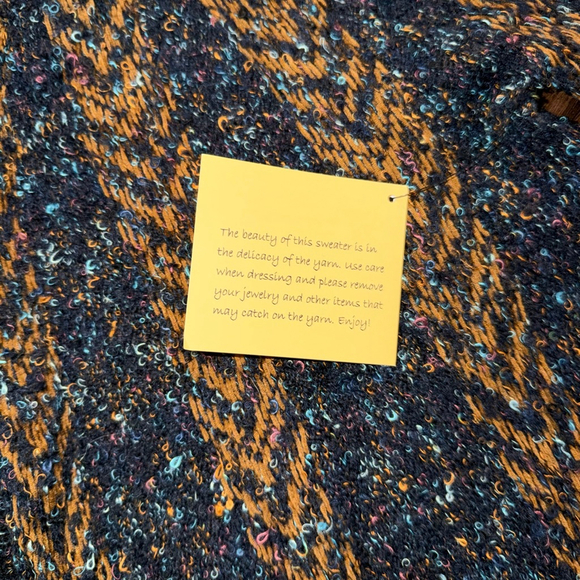 The beauty of this sweater is in
the delicacy of the yarn. Use care
when dressing and please remove
your jewelry and other items that
may catch on the yarn. Enjoy!